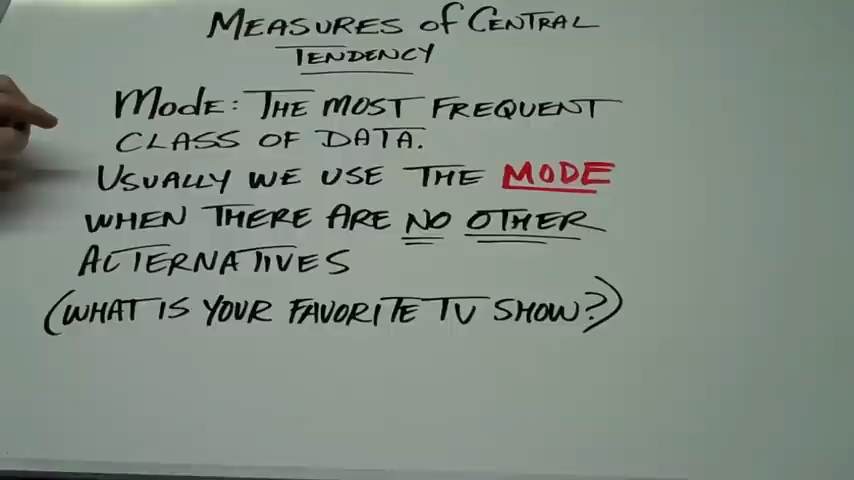 MEASURES of CENTRAL
TENDENCY
Mode: THE MOST FREQUENT
CLASS OF DATA.
USUALLY WE USE THE MODE
WHEN THERE ARE NO OTHER
ALTERNATIVES
(WHAT IS YOUR FAVORITE TV SHOW?)